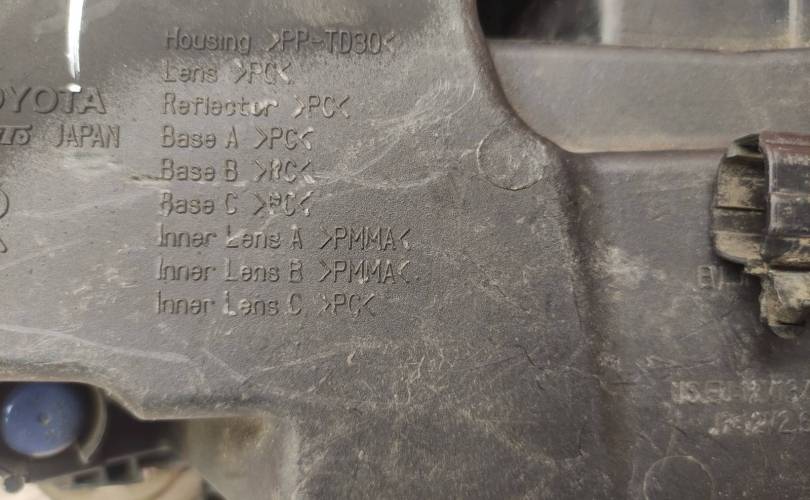 Housing >PP-TD30<
Lens >PC<
TOYOTA
Reflector >PC<
JAPAN
Base A >PC<
Base B >PC<
Base C >PC<
Inner Lens A >PMMA<
Inner Lens B >PMMA<
Inner Lens C >PC<